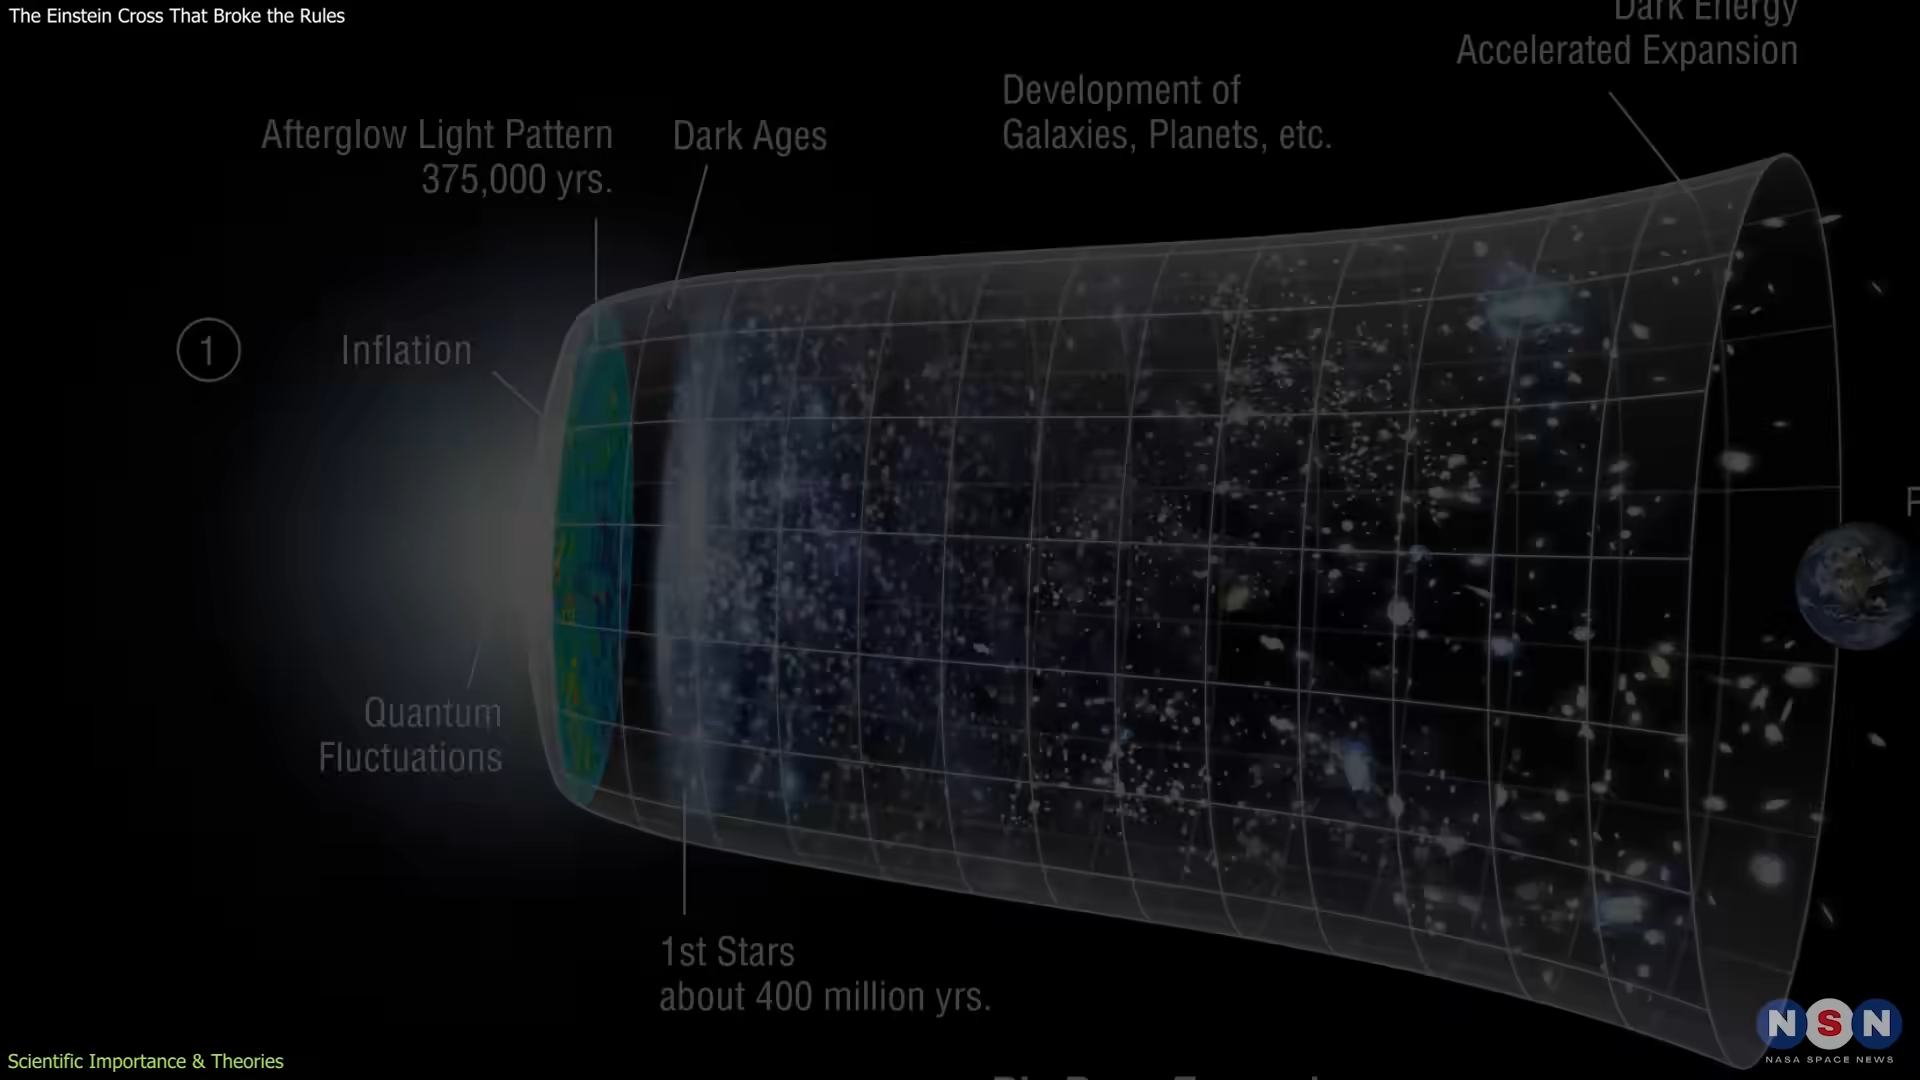 The Einstein Cross That Broke the Rules
Dark Energy
Accelerated Expansion
Development of
Galaxies, Planets, etc.
Afterglow Light Pattern
375,000 yrs.
Dark Ages
1
Inflation
Quantum
Fluctuations
1st Stars
about 400 million yrs.
NSN
NASA SPACE NEWS
Scientific Importance & Theories